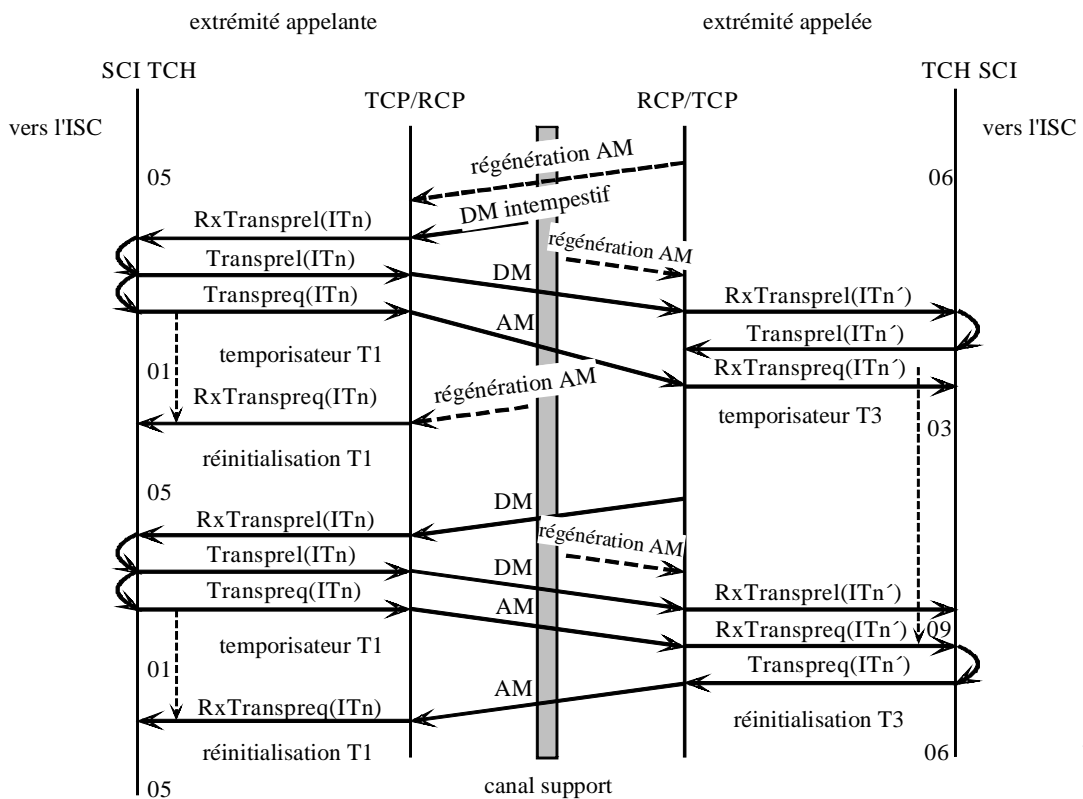 extrémité appelante
extrémité appelée
SCI TCH
TCH SCI
TCP/RCP
RCP/TCP
vers l'ISC
vers l'ISC
régénération AM
05
06
DM intempestif
RxTransprel(ITn)
régénération AM
Transprel(ITn)
DM
Transpreq(ITn)
RxTransprel(ITn´)
AM
Transprel(ITn´)
temporisateur T1
RxTranspreq(ITn´)
01
régénération AM
RxTranspreq(ITn)
temporisateur T3
03
réinitialisation T1
05
DM
RxTransprel(ITn)
régénération AM
Transprel(ITn)
DM
Transpreq(ITn)
AM
RxTransprel(ITn´)
RxTranspreq(ITn´)
09
temporisateur T1
Transpreq(ITn´)
01
AM
RxTranspreq(ITn)
réinitialisation T3
réinitialisation T1
06
05
canal support